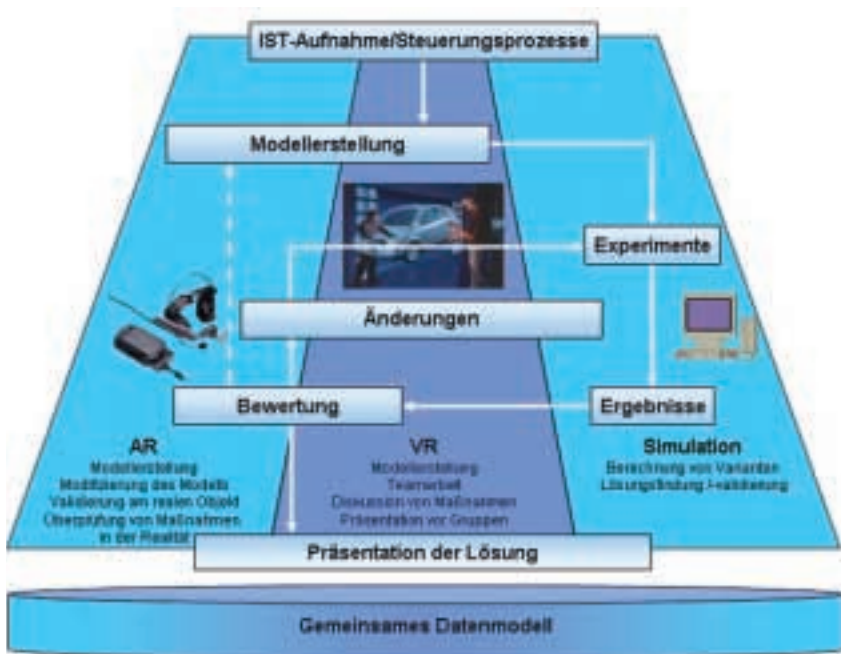 IST-Aufnahme/Steuerungsprozesse
Modellerstellung
Experimente
Änderungen
Bewertung
Ergebnisse
AR
Modellerstellung
Modifizierung des Modells
Validierung am realen Objekt
Überprüfung von Maßnahmen
in der Realität
VR
Modellerstellung
Teamarbeit
Diskussion von Maßnahmen
Präsentation vor Gruppen
Simulation
Berechnung von Varianten
Lösungsfindung /-validierung
Präsentation der Lösung
Gemeinsames Datenmodell